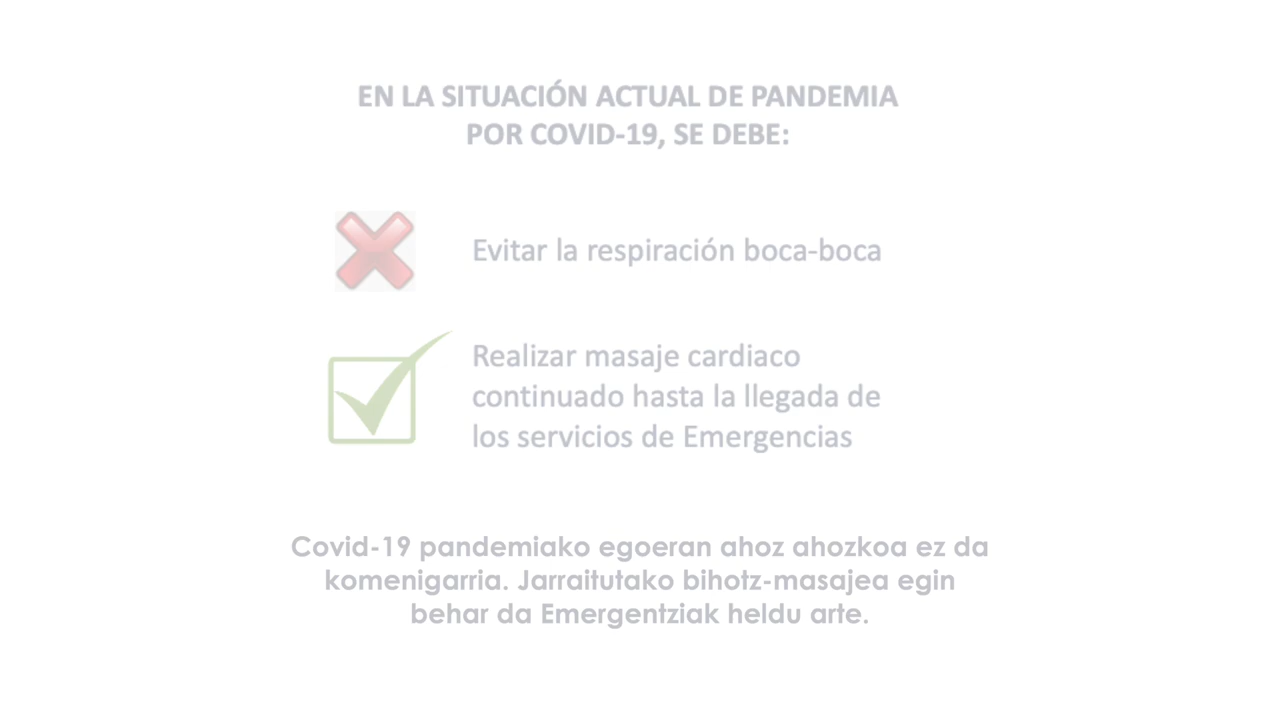 EN LA SITUACIÓN ACTUAL DE PANDEMIA
POR COVID-19, SE DEBE:
Evitar la respiración boca-boca
Realizar masaje cardiaco
continuado hasta la llegada de
los servicios de Emergencias
Covid-19 pandemiako egoeran ahoz ahozkoa ez da
komenigarria. Jarraitutako bihotz-masajea egin
behar da Emergentziak heldu arte.